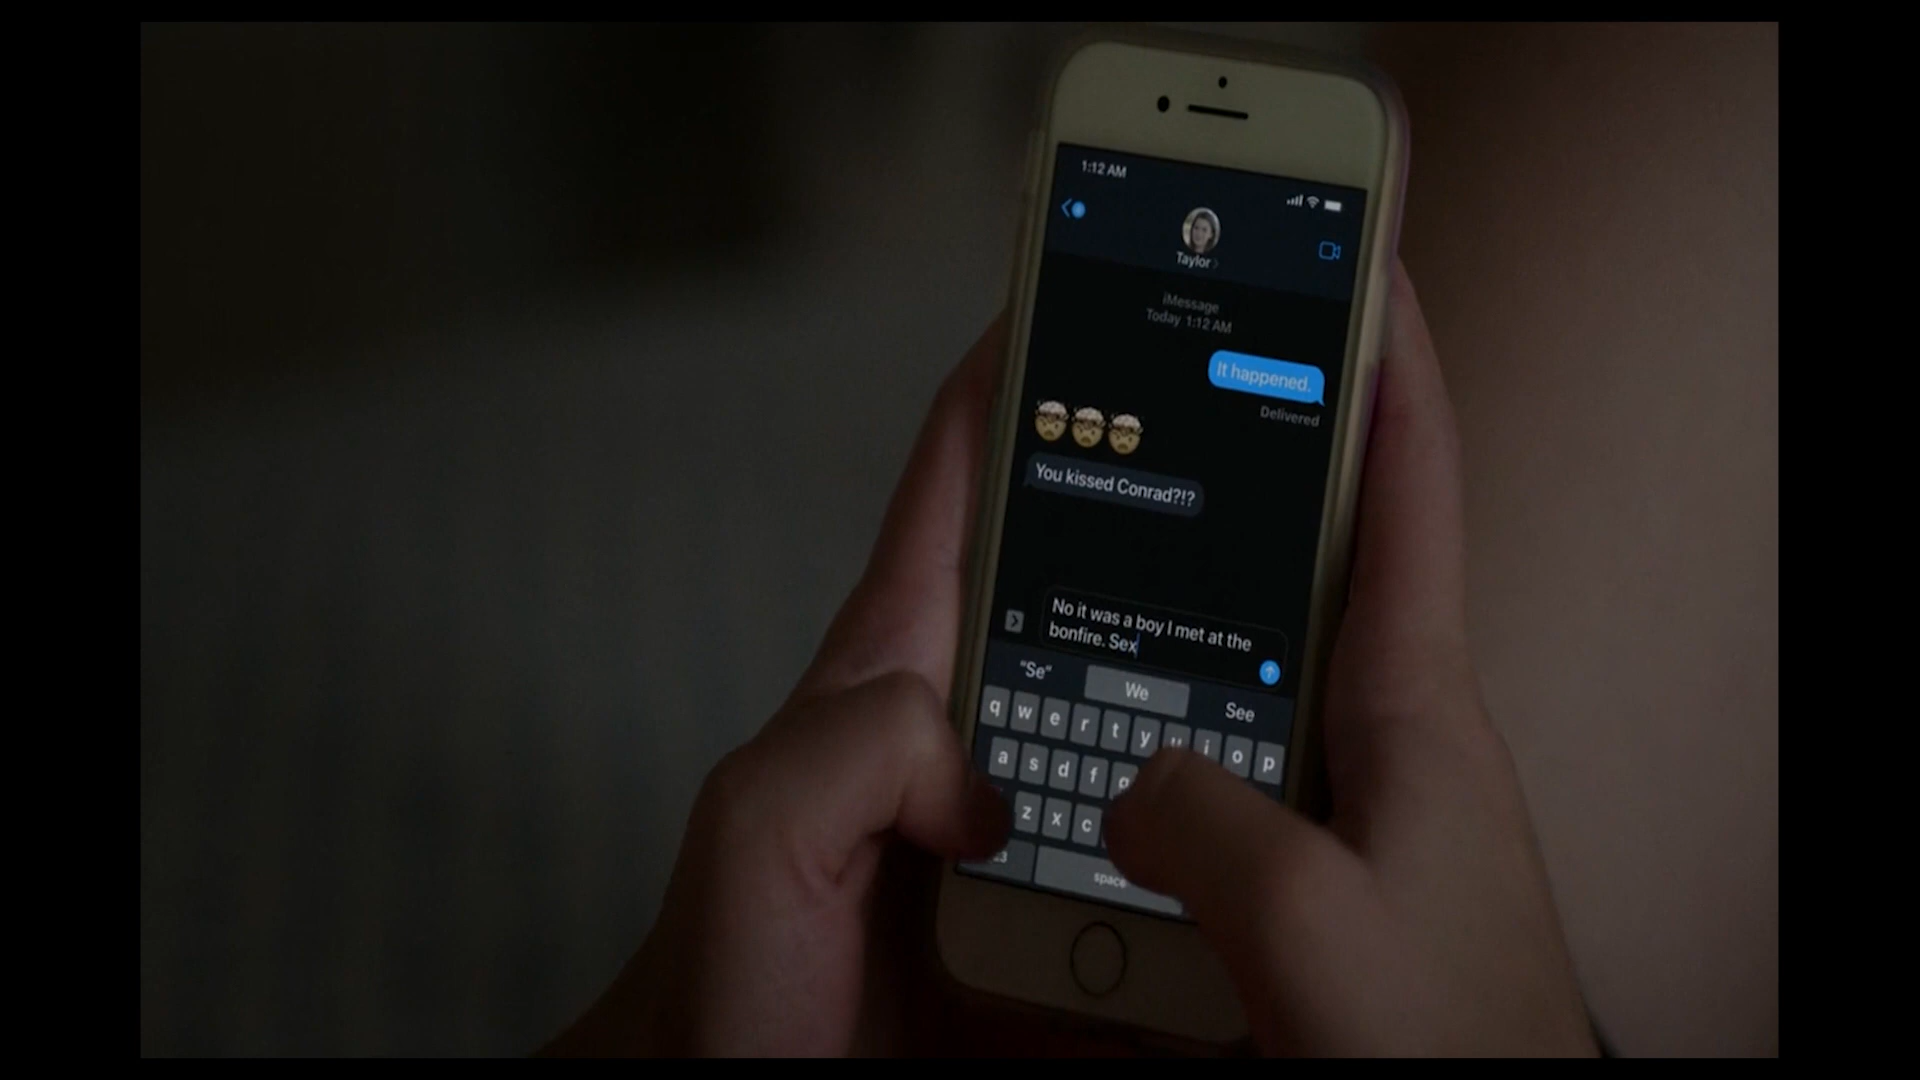 1:12 AM
Taylor
iMessage
Today 1:12 AM
It happened.
Delivered
You kissed Conrad?!?
No it was a boy I met at the
bonfire. Sex
"Se" We See
q w e r t y u i o p
a s d f g
z x c
space